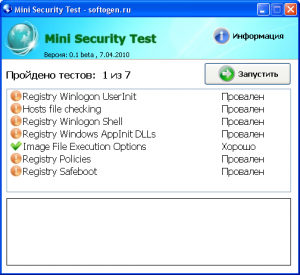 Mini Security Test - softogen.ru
Mini Security Test
Информация
Версия: 0.1 beta , 7.04.2010
Пройдено тестов: 1 из 7
Запустить
Registry Winlogon UserInit Провален
Hosts file checking Провален
Registry Winlogon Shell Провален
Registry Windows AppInit DLLs Провален
Image File Execution Options Хорошо
Registry Policies Провален
Registry Safeboot Провален